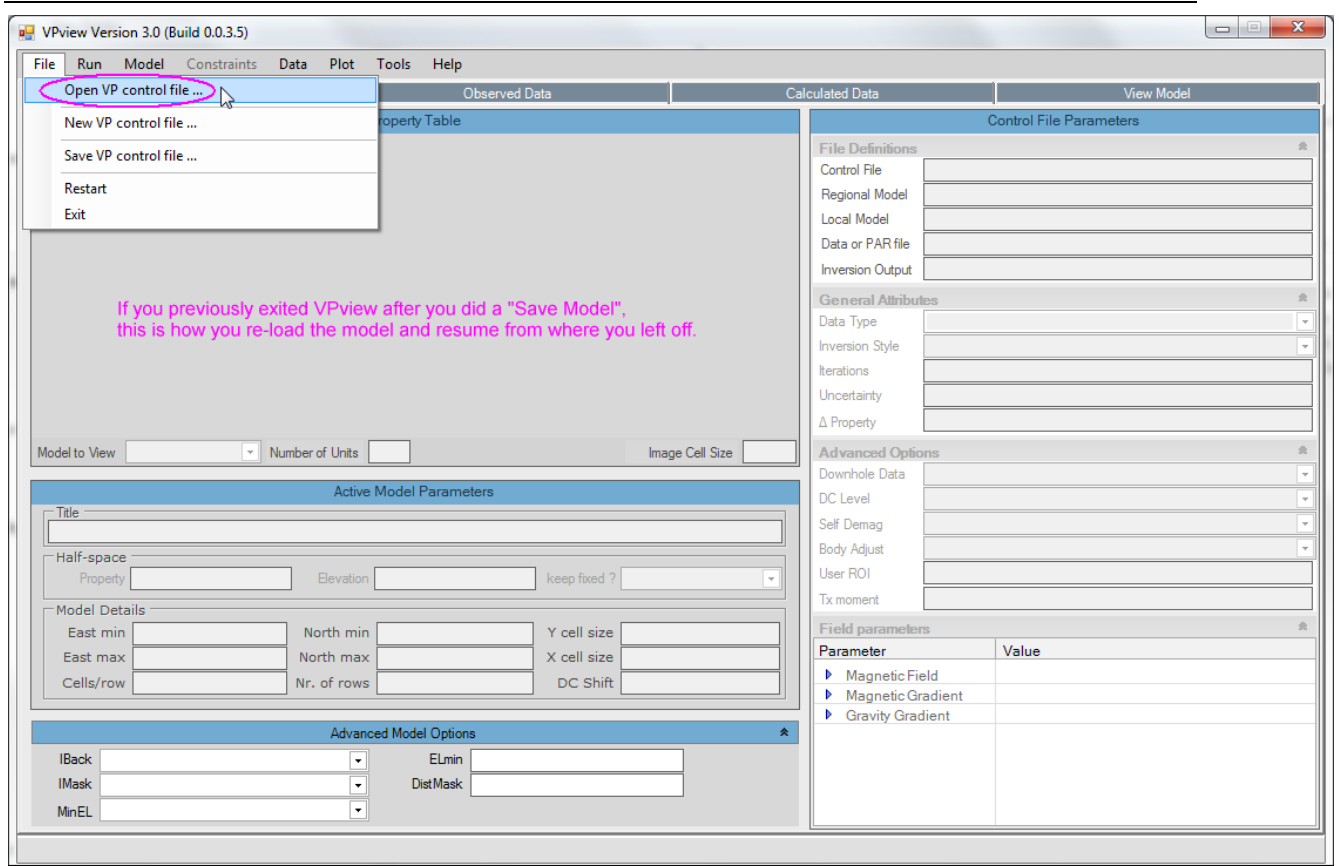 VPview Version 3.0 (Build 0.0.3.5)
File Run Model Constraints Data Plot Tools Help
Open VP control file ...
New VP control file ...
Save VP control file ...
Restart
Exit
Observed Data Calculated Data View Model
roperty Table
If you previously exited VPview after you did a "Save Model",
this is how you re-load the model and resume from where you left off.
Model to View Number of Units Image Cell Size
Active Model Parameters
Title
Half-space
Property Elevation keep fixed ?
Model Details
East min North min Y cell size
East max North max X cell size
Cells/row Nr. of rows DC Shift
Advanced Model Options
IBack ELmin
IMask DistMask
MinEL
Control File Parameters
File Definitions
Control File
Regional Model
Local Model
Data or PAR file
Inversion Output
General Attributes
Data Type
Inversion Style
Iterations
Uncertainty
Δ Property
Advanced Options
Downhole Data
DC Level
Self Demag
Body Adjust
User ROI
Tx moment
Field parameters
Parameter Value
Magnetic Field
Magnetic Gradient
Gravity Gradient